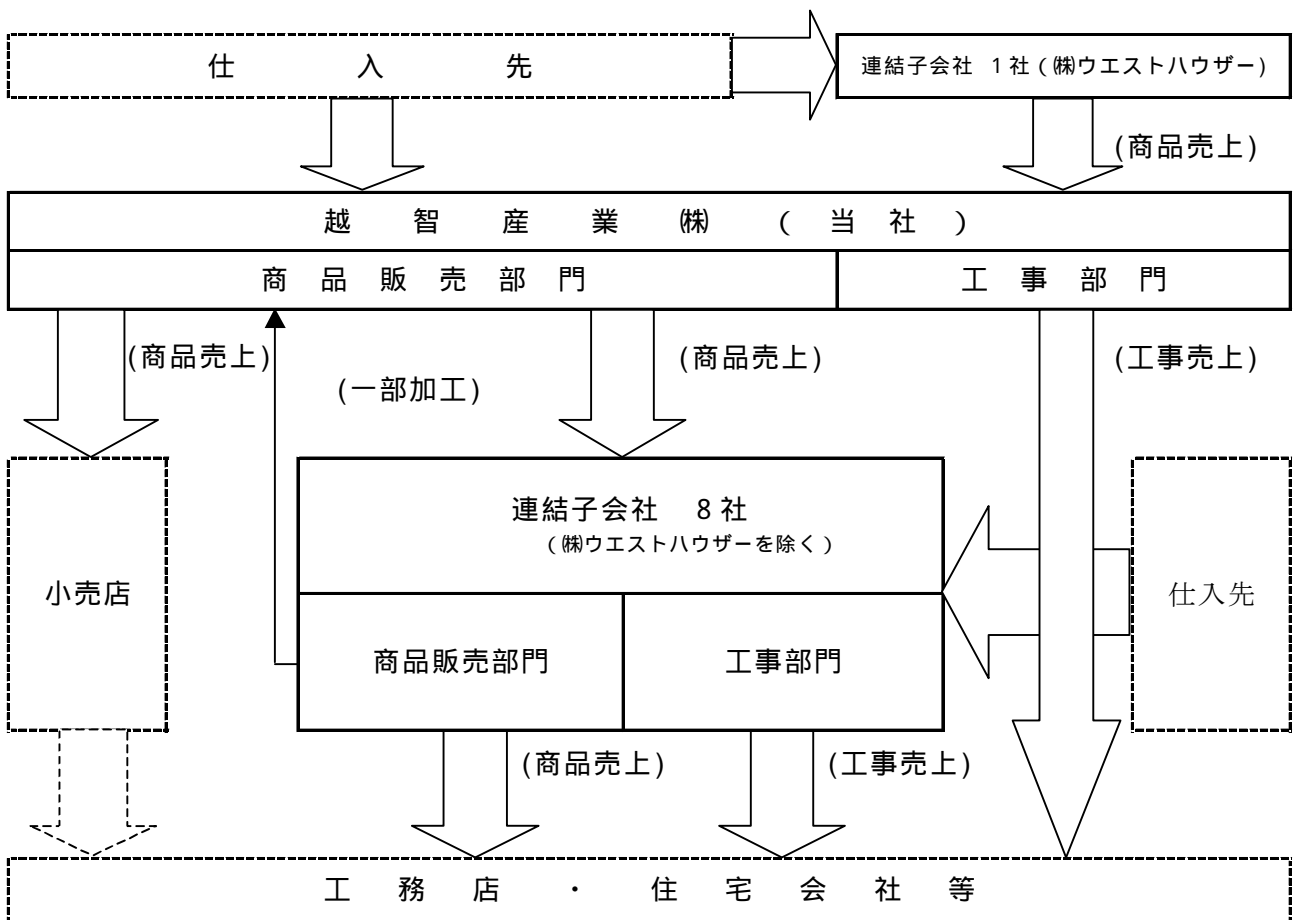 仕入先
連結子会社 1社(㈱ウエストハウザー)
(商品売上)
越智産業㈱(当社)
商品販売部門
工事部門
(商品売上)
(一部加工)
(商品売上)
(工事売上)
小売店
連結子会社 8社
(㈱ウエストハウザーを除く)
商品販売部門
工事部門
仕入先
(商品売上)
(工事売上)
工務店・住宅会社等